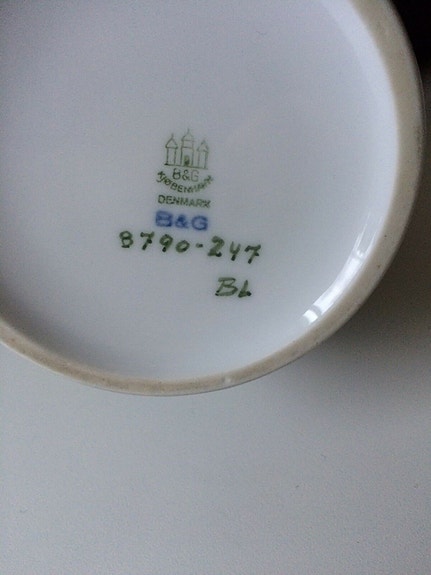 B&G
KJØBENHAVN
DENMARK
B&G
8790-247
BL